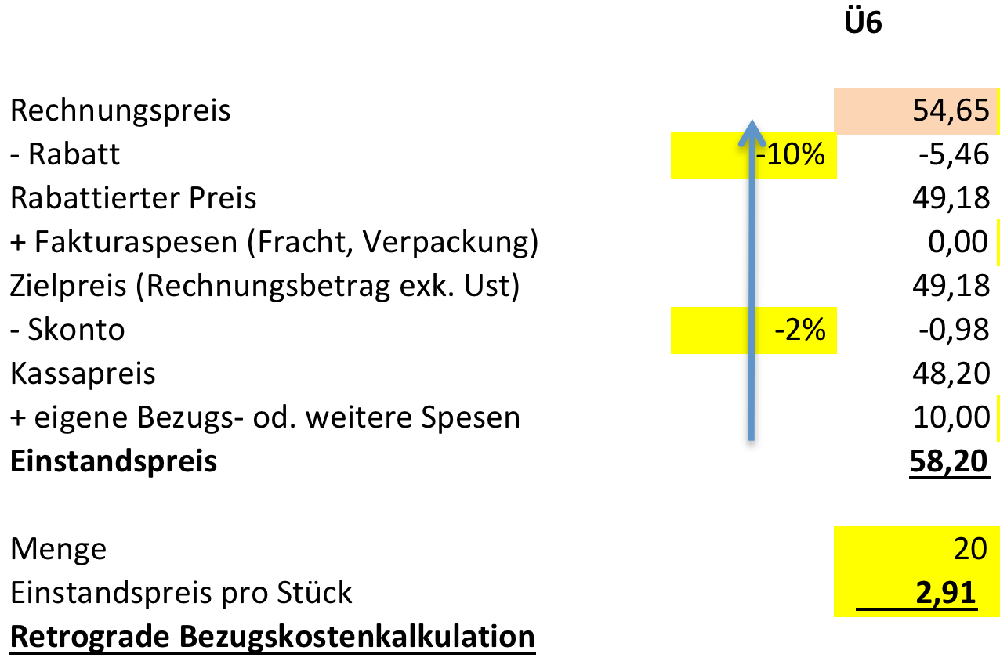 Ü6
Rechnungspreis 54,65
- Rabatt -10% -5,46
Rabattierter Preis 49,18
+ Fakturaspesen (Fracht, Verpackung) 0,00
Zielpreis (Rechnungsbetrag exk. Ust) 49,18
- Skonto -2% -0,98
Kassapreis 48,20
+ eigene Bezugs- od. weitere Spesen 10,00
Einstandspreis 58,20
Menge 20
Einstandspreis pro Stück 2,91
Retrograde Bezugskostenkalkulation